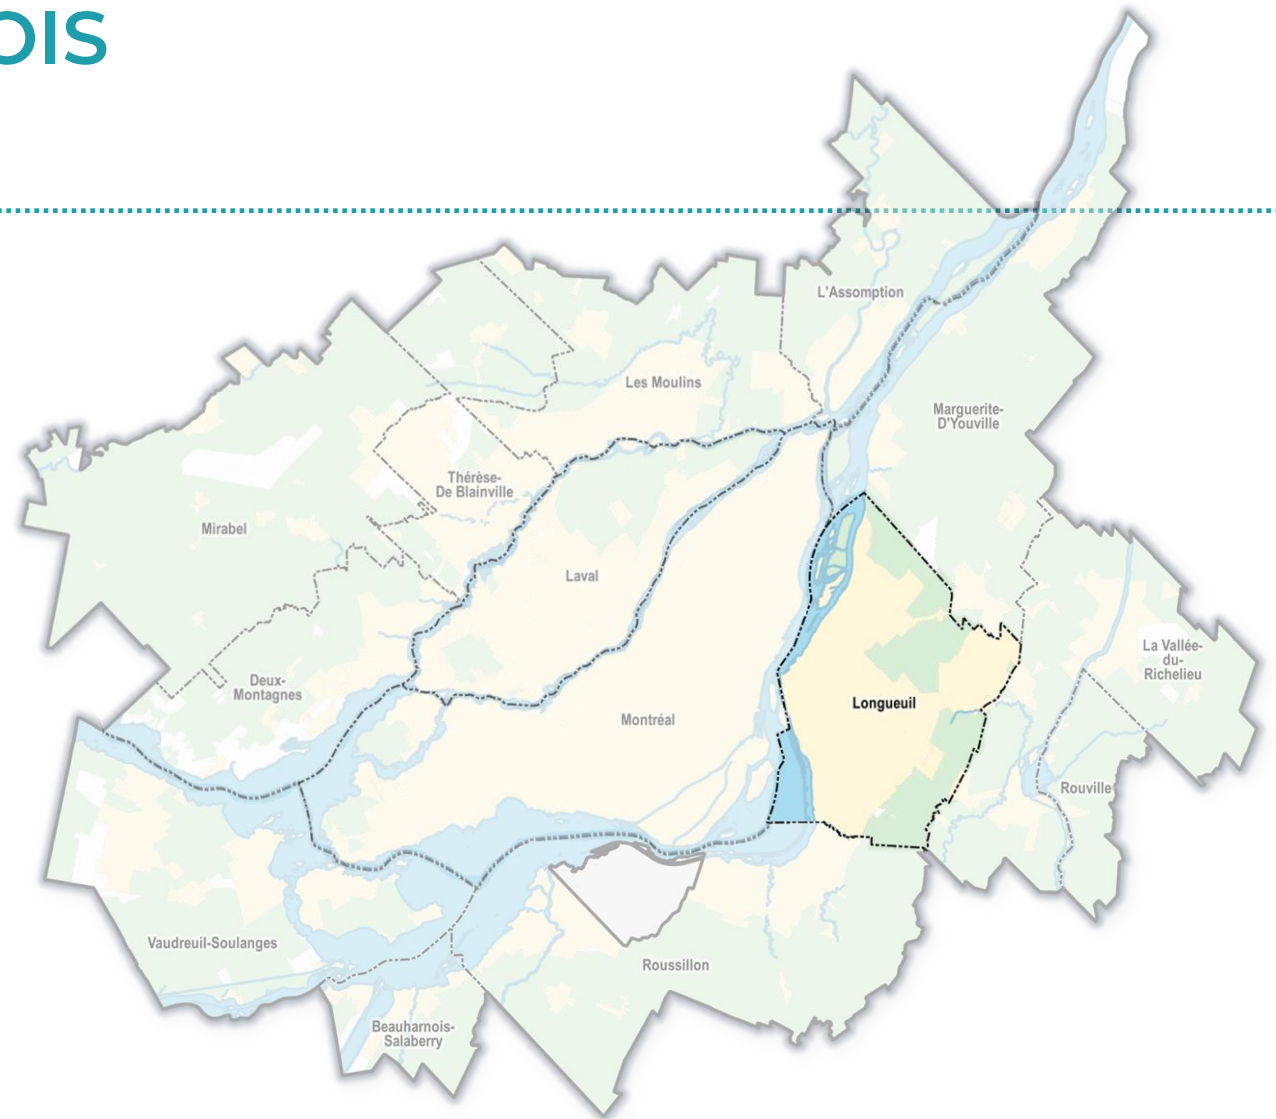 OIS
L'Assomption
Les Moulins
Marguerite-
D'Youville
Thérèse-
De Blainville
Mirabel
Laval
La Vallée-
du-
Richelieu
Deux-
Montagnes
Longueuil
Montréal
Rouville
Vaudreuil-Soulanges
Roussillon
Beauharnois-
Salaberry